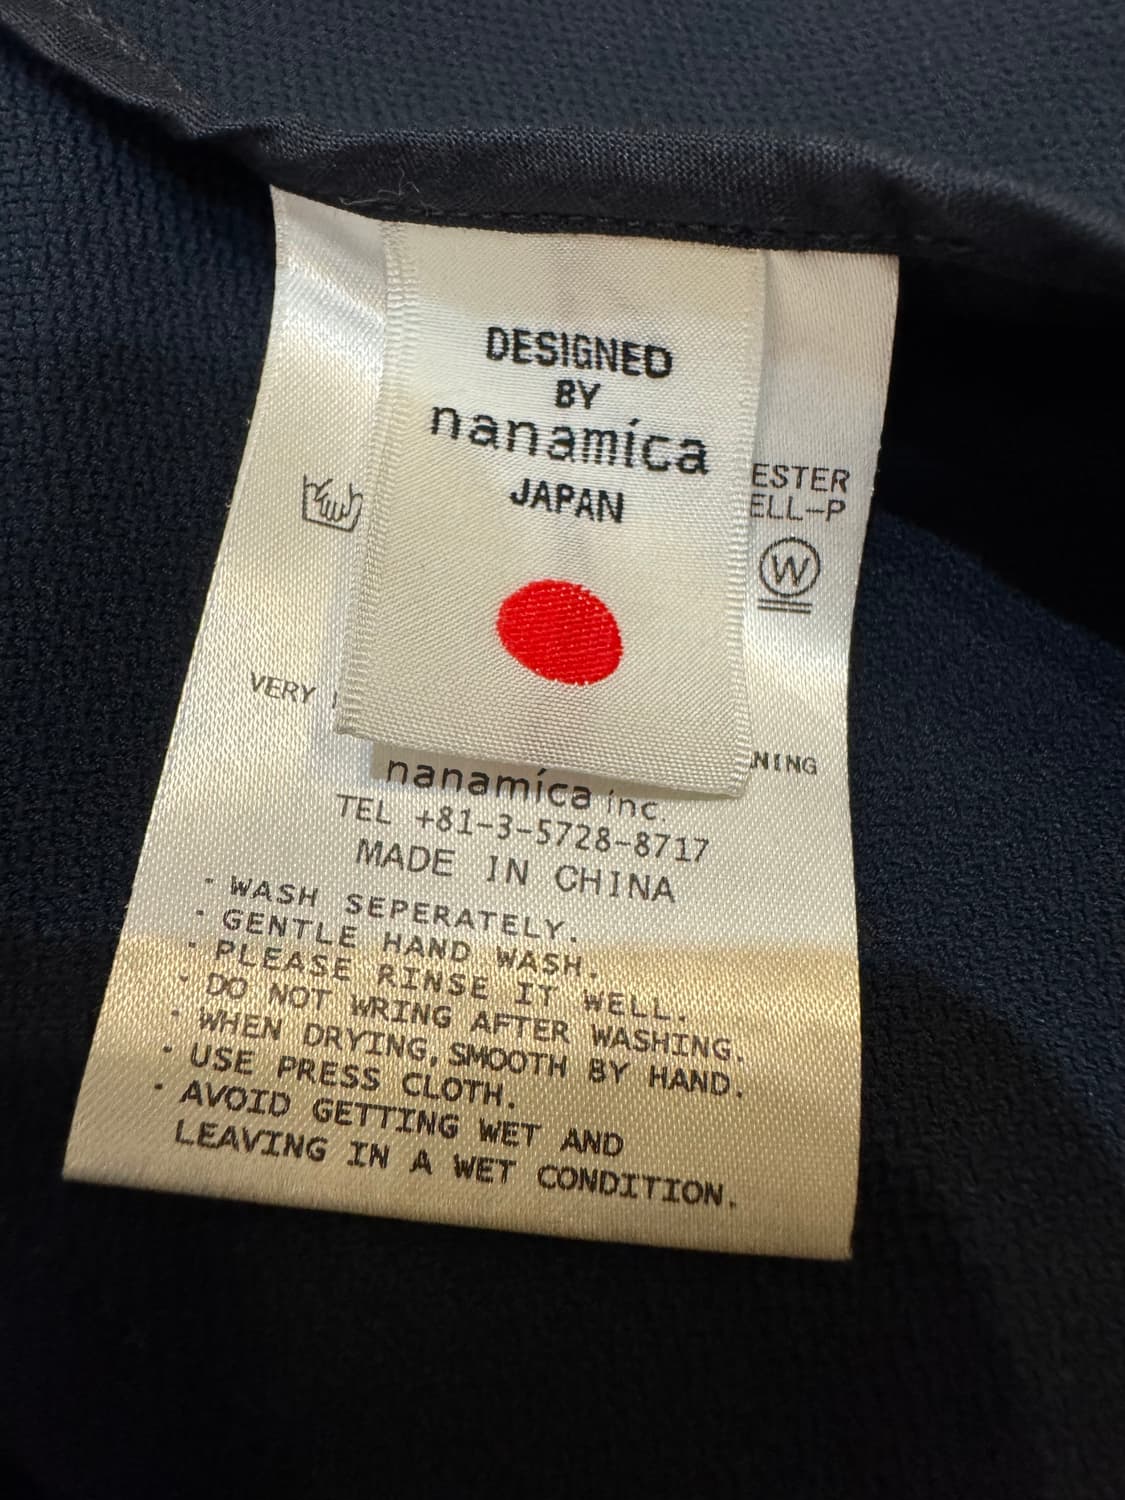 DESIGNED
BY
nanamíca
JAPAN
ESTER
ELL-P
W
VERY
NING
nanamíca inc.
TEL +81-3-5728-8717
MADE IN CHINA
· WASH SEPERATELY.
· GENTLE HAND WASH.
· PLEASE RINSE IT WELL.
· DO NOT WRING AFTER WASHING.
· WHEN DRYING, SMOOTH BY HAND.
· USE PRESS CLOTH.
· AVOID GETTING WET AND
LEAVING IN A WET CONDITION.